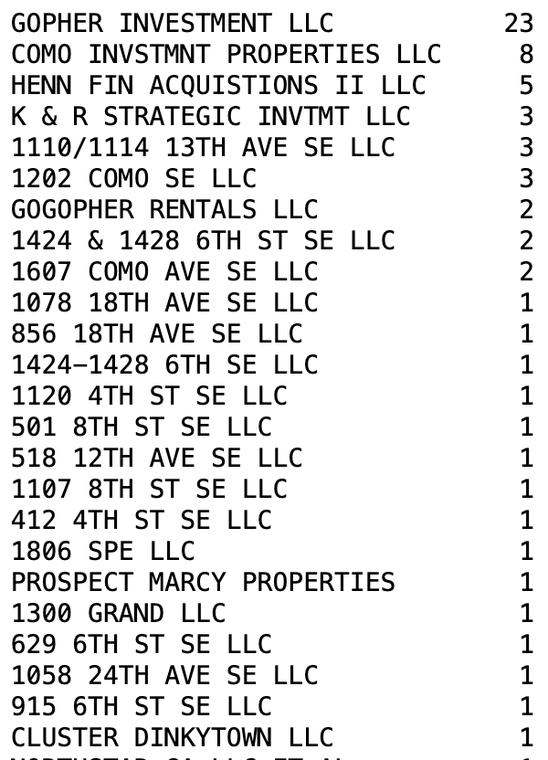 GOPHER INVESTMENT LLC 23
COMO INVSTMNT PROPERTIES LLC 8
HENN FIN ACQUISTIONS II LLC 5
K & R STRATEGIC INVTMT LLC 3
1110/1114 13TH AVE SE LLC 3
1202 COMO SE LLC 3
GOGOPHER RENTALS LLC 2
1424 & 1428 6TH ST SE LLC 2
1607 COMO AVE SE LLC 2
1078 18TH AVE SE LLC 1
856 18TH AVE SE LLC 1
1424–1428 6TH SE LLC 1
1120 4TH ST SE LLC 1
501 8TH ST SE LLC 1
518 12TH AVE SE LLC 1
1107 8TH ST SE LLC 1
412 4TH ST SE LLC 1
1806 SPE LLC 1
PROSPECT MARCY PROPERTIES 1
1300 GRAND LLC 1
629 6TH ST SE LLC 1
1058 24TH AVE SE LLC 1
915 6TH ST SE LLC 1
CLUSTER DINKYTOWN LLC 1